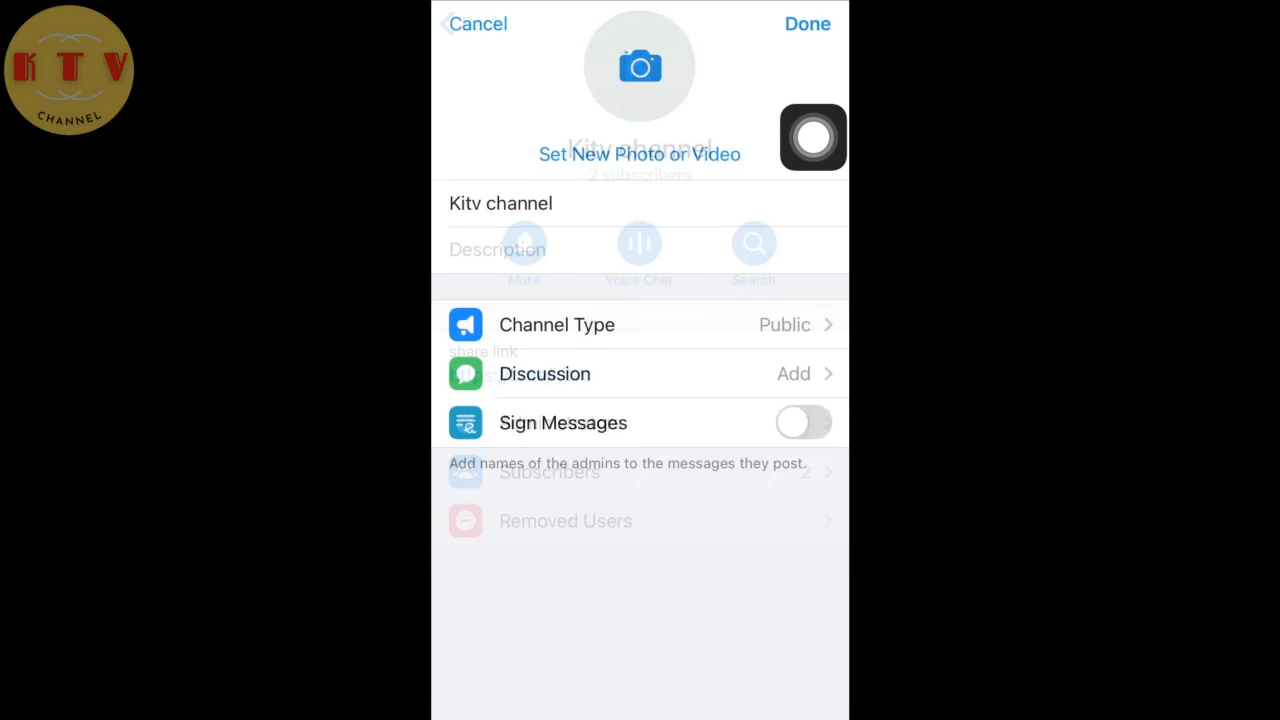 KTV
CHANNEL
Cancel
Done
Kitv channel
Set New Photo or Video
2 subscribers
Kitv channel
Description
Mute
Voice Chat
Search
Channel Type
Public
share link
Discussion
Add
Sign Messages
Add names of the admins to the messages they post.
Subscribers
2
Removed Users